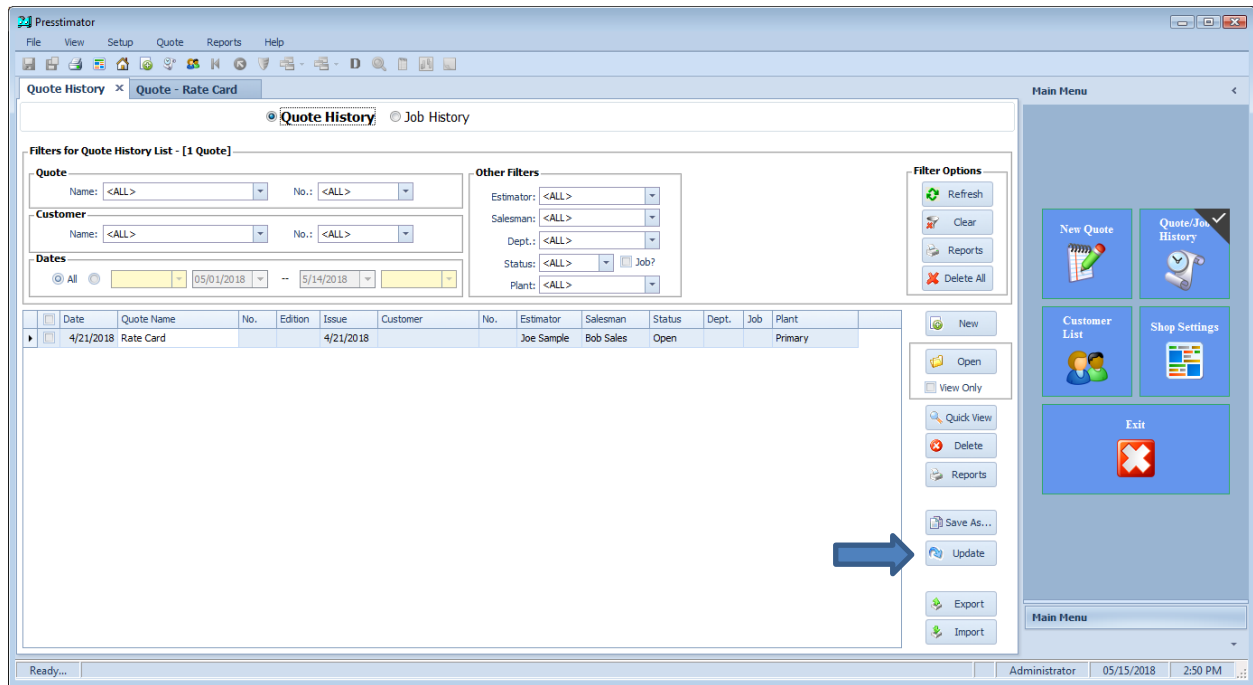 Presstimator
File View Setup Quote Reports Help
D
Quote History × Quote - Rate Card
Main Menu
Quote History Job History
Filters for Quote History List - [1 Quote]
Quote
Name: <ALL> No.: <ALL>
Customer
Name: <ALL> No.: <ALL>
Dates
All 05/01/2018 -- 5/14/2018
Other Filters
Estimator: <ALL>
Salesman: <ALL>
Dept.: <ALL>
Status: <ALL> Job?
Plant: <ALL>
Filter Options
Refresh
Clear
Reports
Delete All
Date Quote Name No. Edition Issue Customer No. Estimator Salesman Status Dept. Job Plant
4/21/2018 Rate Card 4/21/2018 Joe Sample Bob Sales Open Primary
New
Open
View Only
Quick View
Delete
Reports
Save As...
Update
Export
Import
New Quote
Quote/Job
History
Customer
List
Shop Settings
Exit
Main Menu
Ready...
Administrator 05/15/2018 2:50 PM